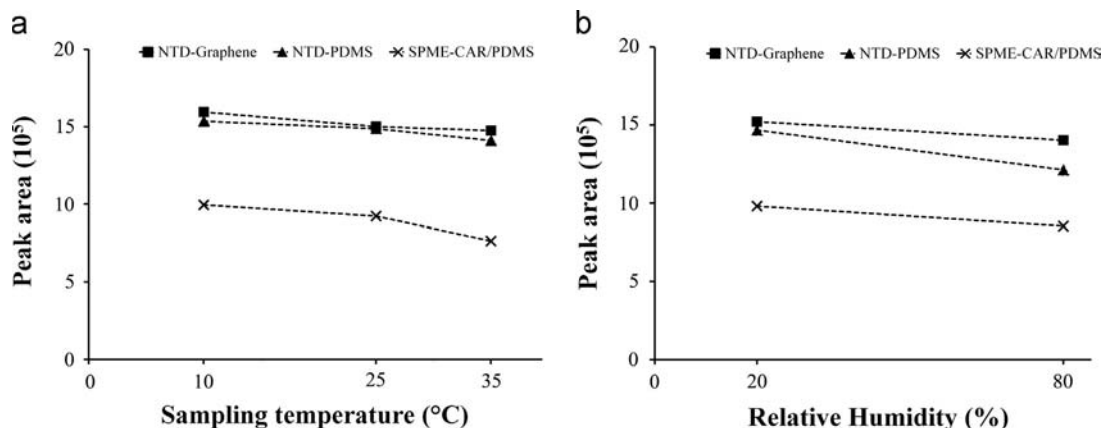 a
20
15
10
5
0
Peak area (10⁵)
NTD-Graphene NTD-PDMS SPME-CAR/PDMS
0 10 25 35
Sampling temperature (°C)
b
20
15
10
5
0
Peak area (10⁵)
NTD-Graphene NTD-PDMS SPME-CAR/PDMS
0 20 80
Relative Humidity (%)